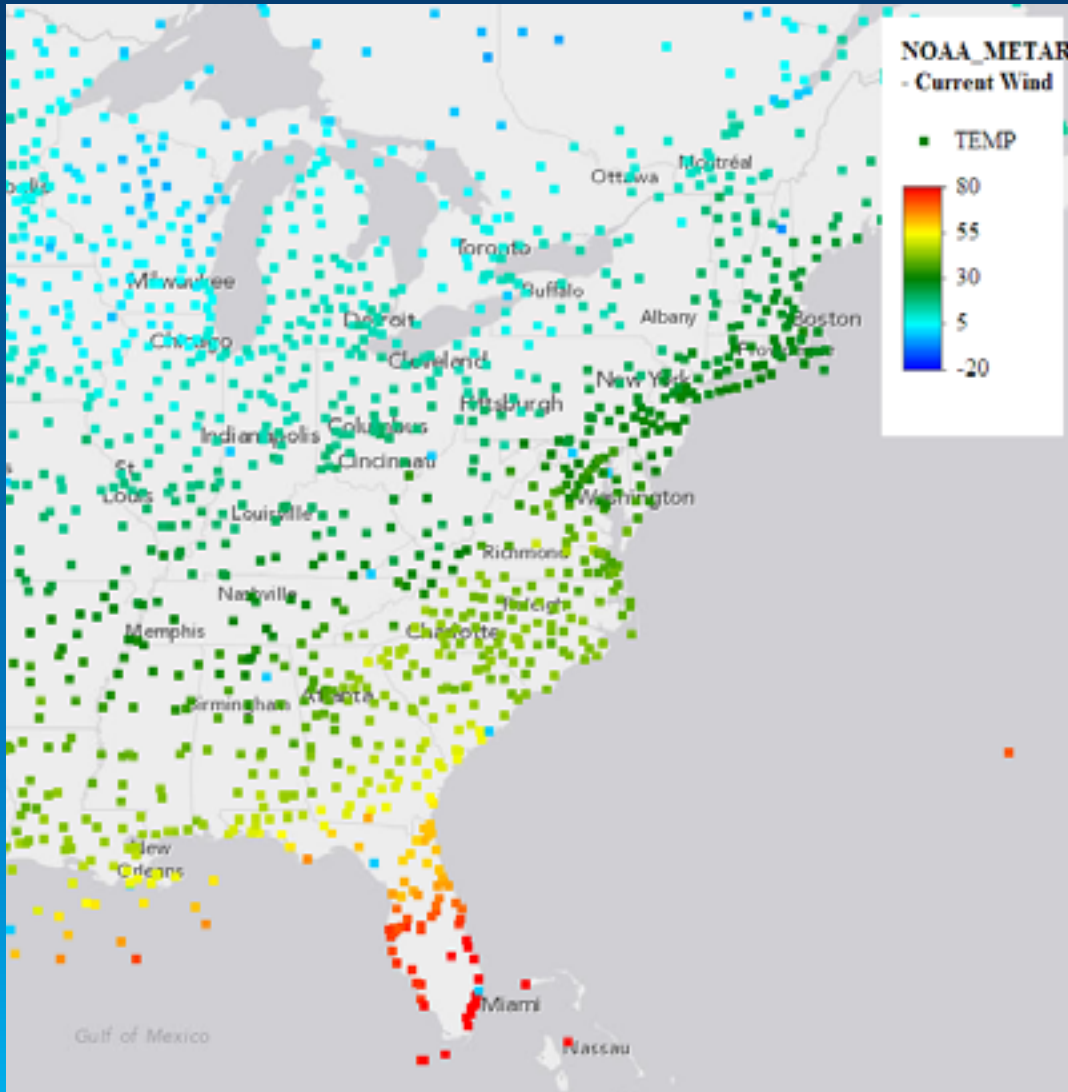 NOAA_METAR
- Current Wind
TEMP
80
55
30
5
-20
Montréal
Ottawa
Toronto
Milwaukee
Buffalo
Detroit
Albany
Boston
Chicago
Cleveland
New York
Pittsburgh
Indianapolis
Columbus
Cincinnati
St.
Louis
Washington
Louisville
Richmond
Nashville
Raleigh
Memphis
Charlotte
Atlanta
Birmingham
New
Orleans
Miami
Gulf of Mexico
Nassau